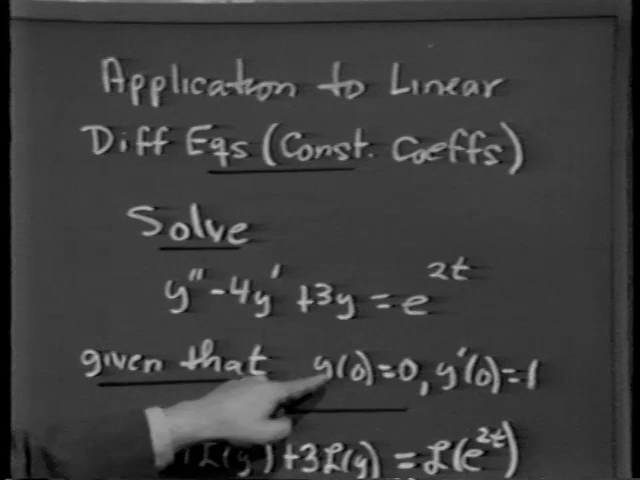 Application to Linear
Diff Eqs (Const. Coeffs)
Solve
y" - 4y' + 3y = e^2t
given that y(0) = 0, y'(0) = 1
ℒ(y') + 3ℒ(y) = ℒ(e^2t)